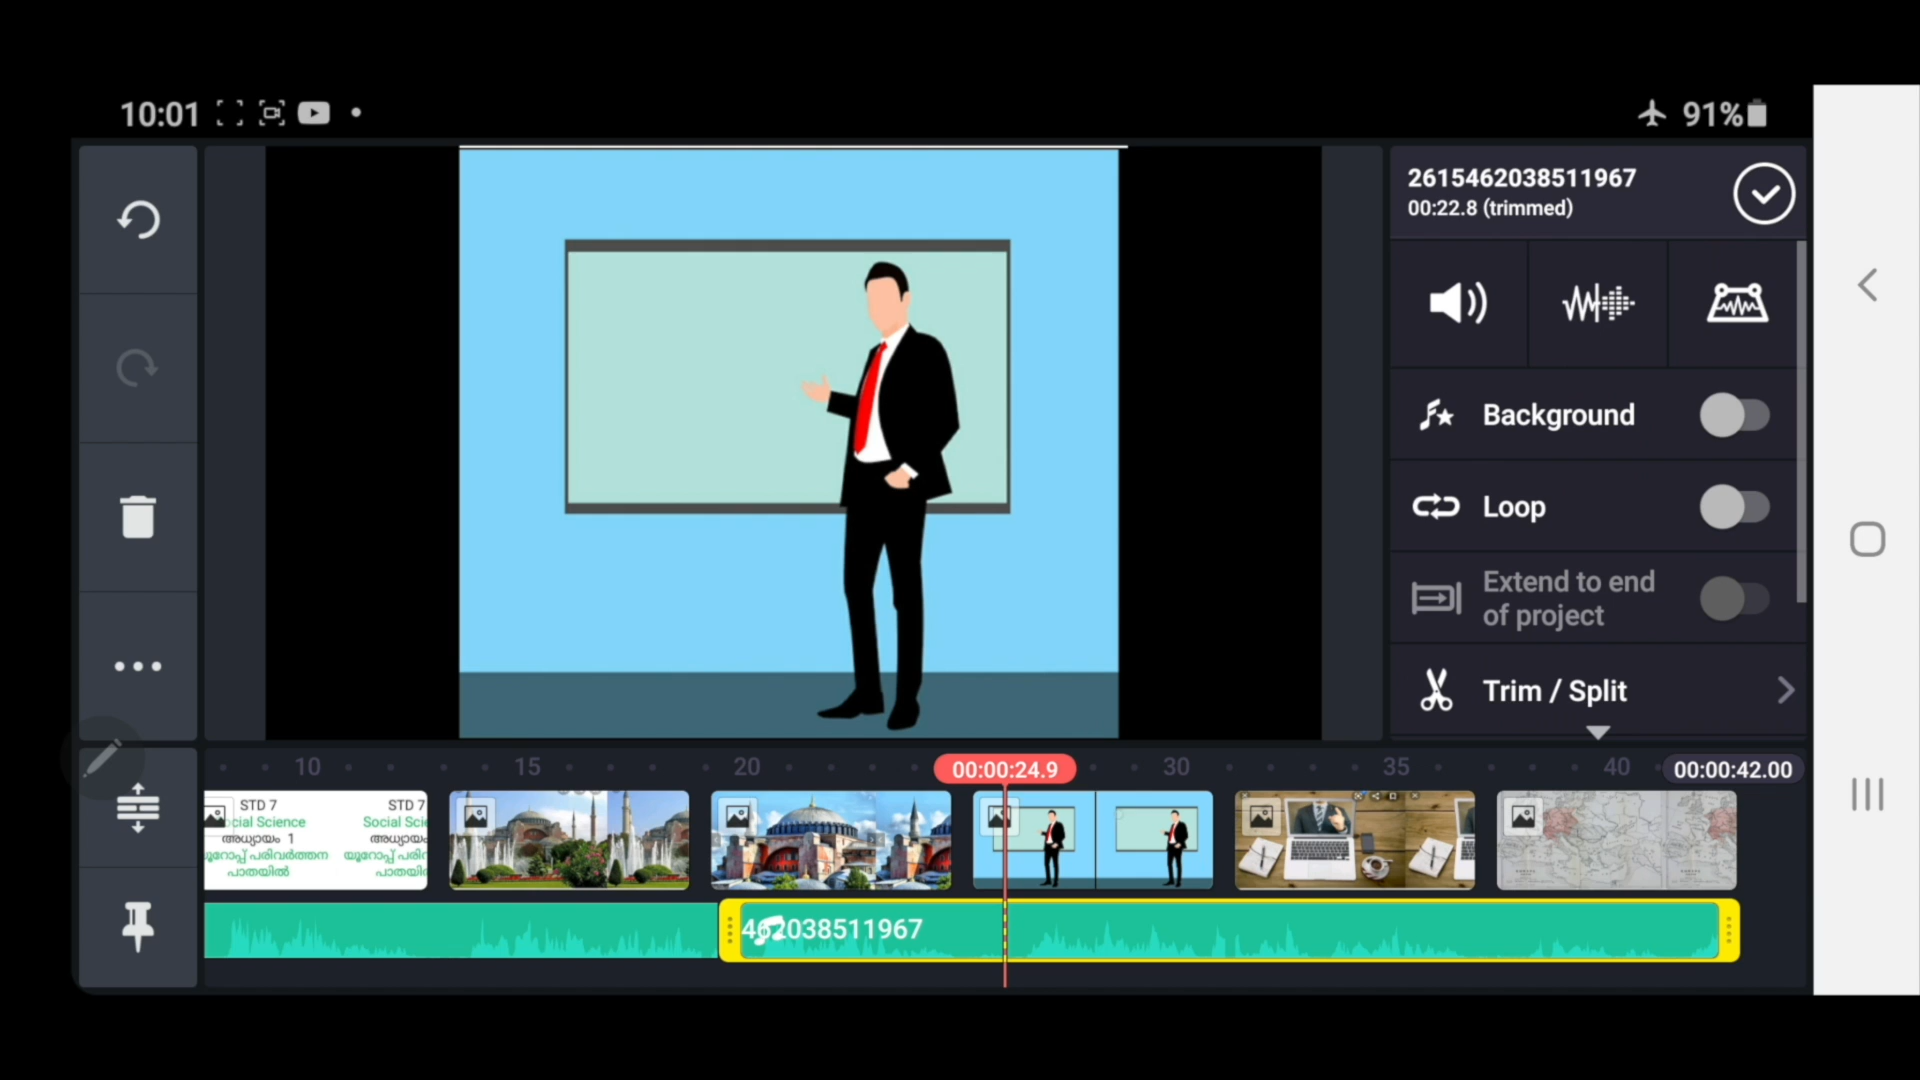 10:01
91%
2615462038511967
00:22.8 (trimmed)
Background
Loop
Extend to end
of project
Trim / Split
10
15
20
00:00:24.9
30
35
40
00:00:42.00
STD 7
STD 7
cial Science
Social Scie
അധ്യായം 1
അധ്യായം
യൂറോപ്പ് പരിവർത്തന
യൂറോപ്പ് പരി
പാതയിൽ
പാതയി
462038511967